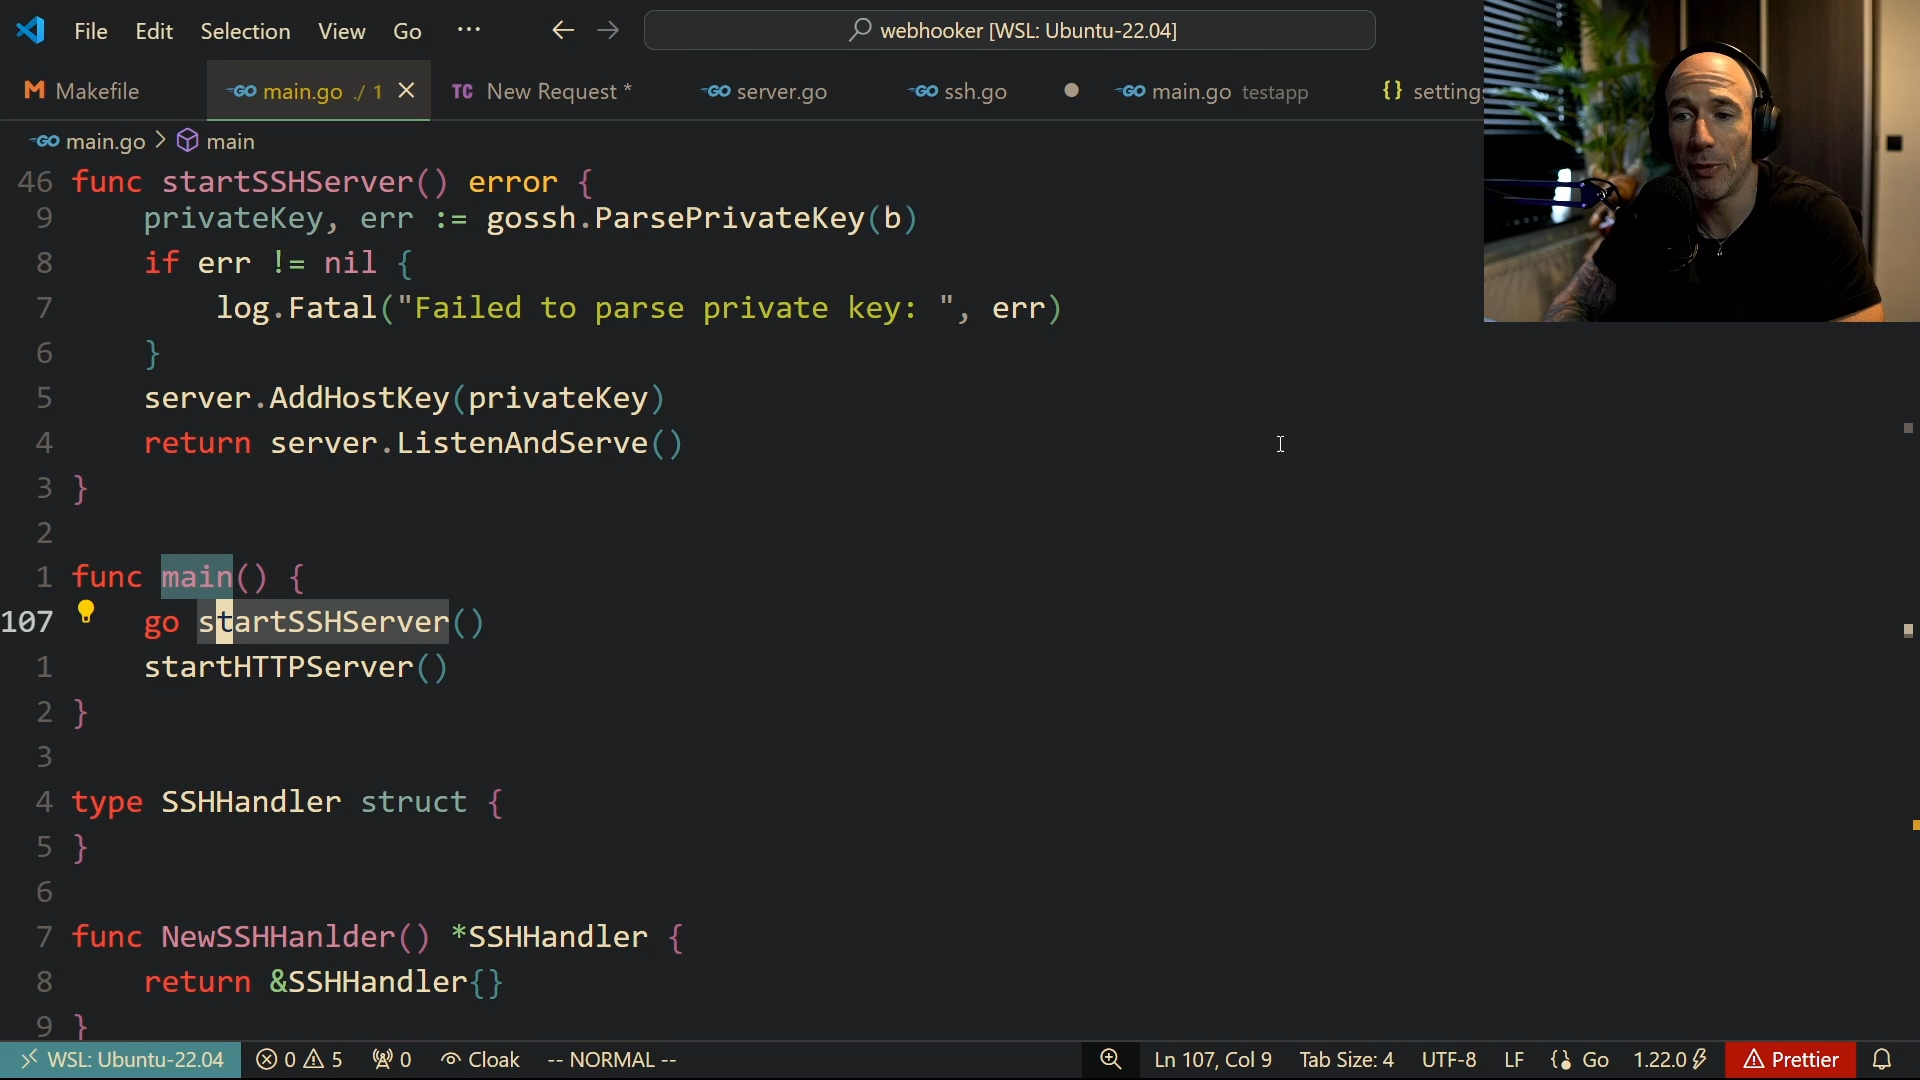 File Edit Selection View Go ··· webhooker [WSL: Ubuntu-22.04]
Makefile main.go ./ 1 TC New Request * server.go ssh.go main.go testapp {} setting
main.go > main
46 func startSSHServer() error {
9 privateKey, err := gossh.ParsePrivateKey(b)
8 if err != nil {
7 log.Fatal("Failed to parse private key: ", err)
6 }
5 server.AddHostKey(privateKey)
4 return server.ListenAndServe()
3 }
2
1 func main() {
107 go startSSHServer()
1 startHTTPServer()
2 }
3
4 type SSHHandler struct {
5 }
6
7 func NewSSHHanlder() *SSHHandler {
8 return &SSHHandler{}
9 }
WSL: Ubuntu-22.04 0 5 0 Cloak -- NORMAL -- Ln 107, Col 9 Tab Size: 4 UTF-8 LF Go 1.22.0 Prettier